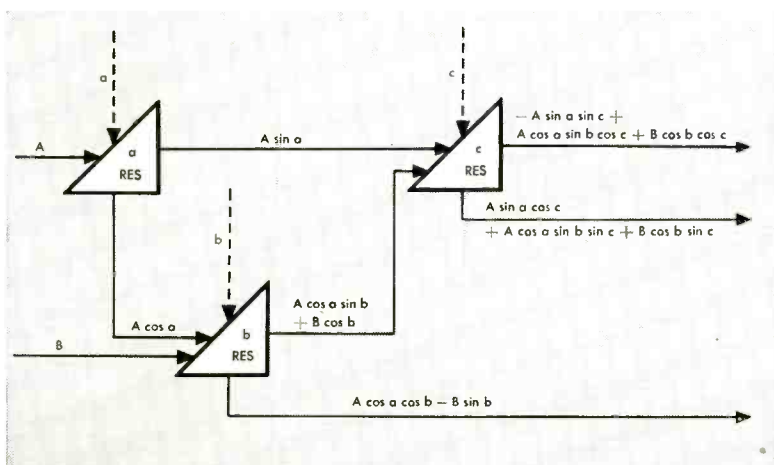 a
c
A
a
RES
A sin a
c
RES
− A sin a sin c +
A cos a sin b cos c + B cos b cos c
b
A sin a cos c
+ A cos a sin b sin c + B cos b sin c
A cos a sin b
+ B cos b
A cos a
b
RES
B
A cos a cos b − B sin b